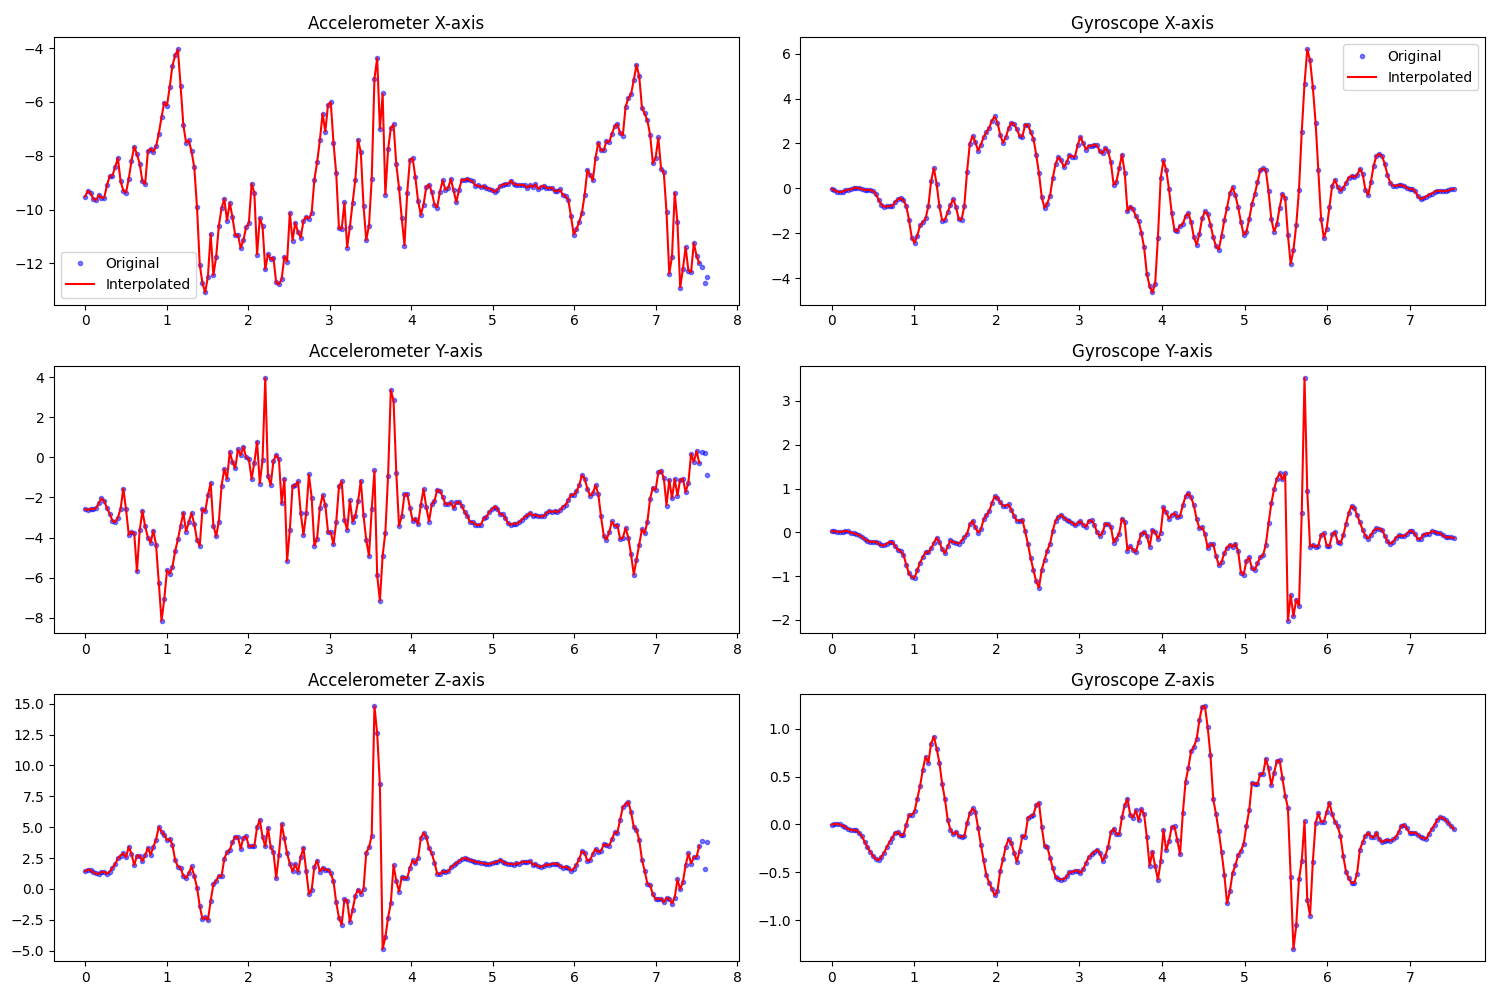 Accelerometer X-axis
−4
−6
−8
−10
−12
Original
Interpolated
0 1 2 3 4 5 6 7 8
Gyroscope X-axis
6
4
2
0
−2
−4
Original
Interpolated
0 1 2 3 4 5 6 7
Accelerometer Y-axis
4
2
0
−2
−4
−6
−8
0 1 2 3 4 5 6 7 8
Gyroscope Y-axis
3
2
1
0
−1
−2
0 1 2 3 4 5 6 7
Accelerometer Z-axis
15.0
12.5
10.0
7.5
5.0
2.5
0.0
−2.5
−5.0
0 1 2 3 4 5 6 7 8
Gyroscope Z-axis
1.0
0.5
0.0
−0.5
−1.0
0 1 2 3 4 5 6 7